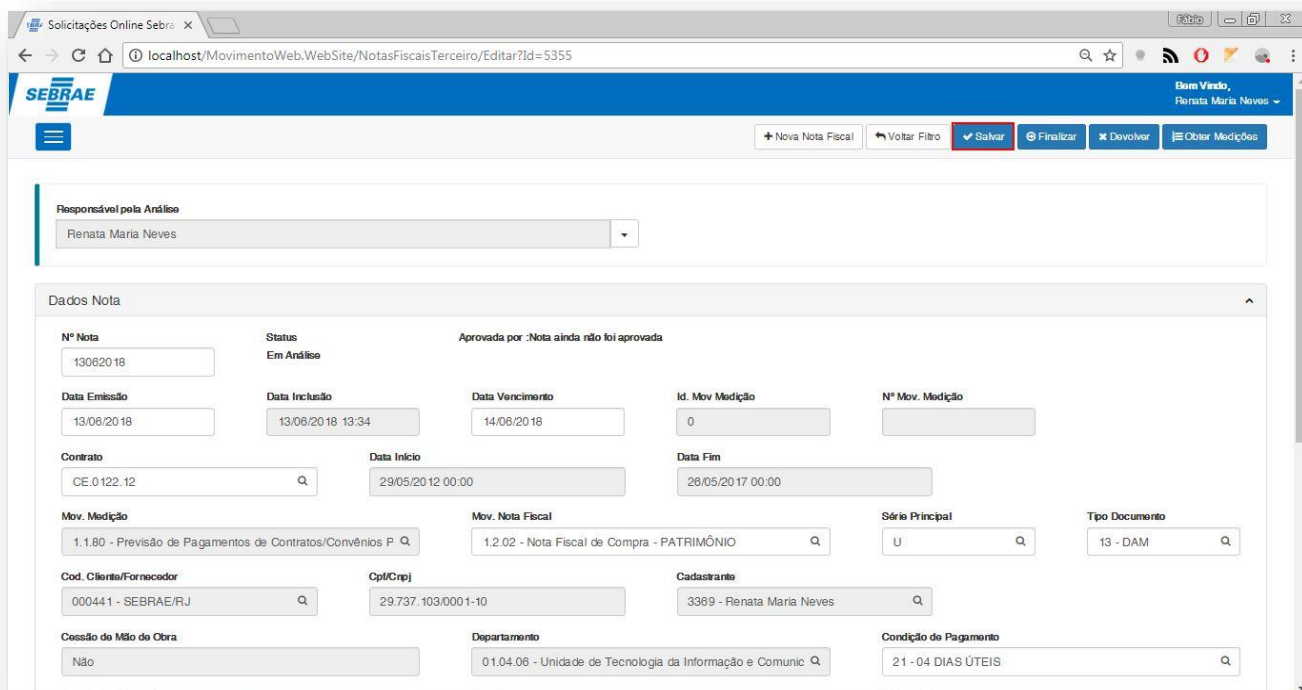 Solicitações Online Sebra
Fábio
localhost/MovimentoWeb.WebSite/NotasFiscaisTerceiro/Editar?Id=5355
SEBRAE
Bem Vindo,
Renata Maria Neves
Nova Nota Fiscal Voltar Filtro Salvar Finalizar Devolver Obter Medições
Responsável pela Análise
Renata Maria Neves
Dados Nota
Nº Nota Status Aprovada por :Nota ainda não foi aprovada
13062018 Em Análise
Data Emissão Data Inclusão Data Vencimento Id. Mov Medição Nº Mov. Medição
13/06/2018 13/06/2018 13:34 14/06/2018 0
Contrato Data Início Data Fim
CE.0122.12 29/05/2012 00:00 26/05/2017 00:00
Mov. Medição Mov. Nota Fiscal Série Principal Tipo Documento
1.1.80 - Previsão de Pagamentos de Contratos/Convênios P 1.2.02 - Nota Fiscal de Compra - PATRIMÔNIO U 13 - DAM
Cod. Cliente/Fornecedor Cpf/Cnpj Cadastrante
000441 - SEBRAE/RJ 29.737.103/0001-10 3369 - Renata Maria Neves
Cessão de Mão de Obra Departamento Condição de Pagamento
Não 01.04.06 - Unidade de Tecnologia da Informação e Comunic 21 - 04 DIAS ÚTEIS